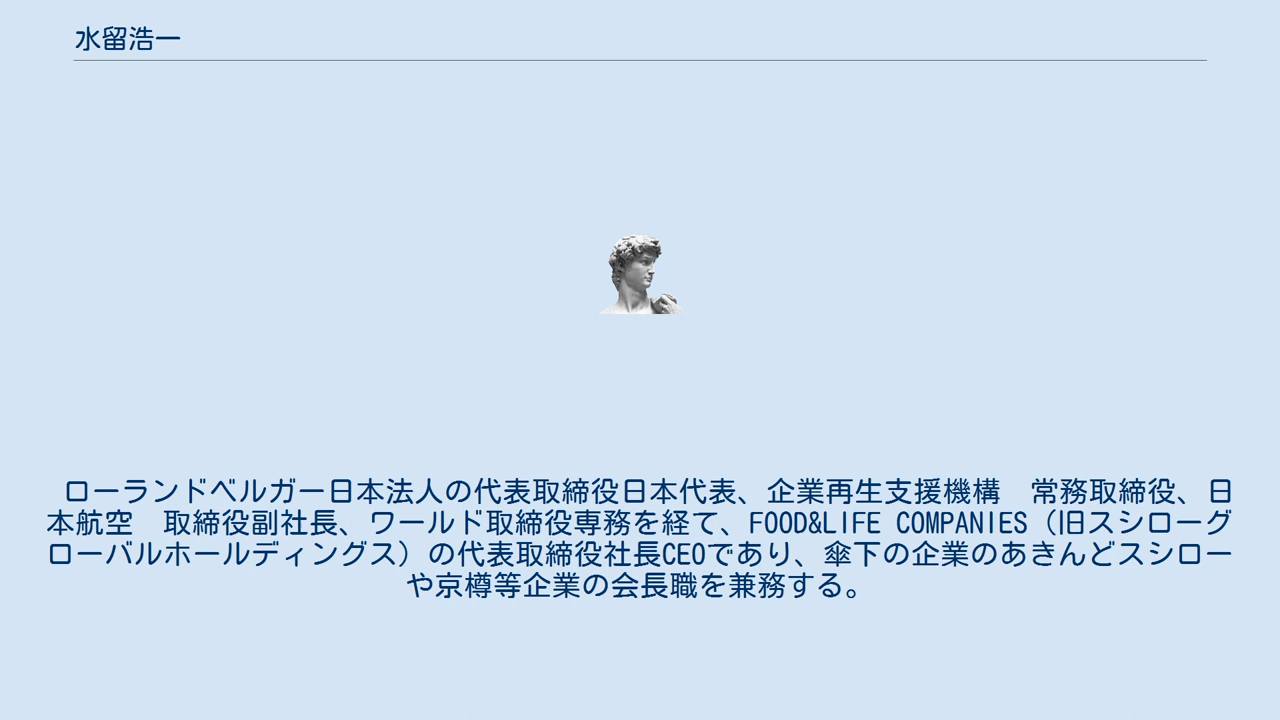 水留浩一
ローランドベルガー日本法人の代表取締役日本代表、企業再生支援機構　常務取締役、日
本航空　取締役副社長、ワールド取締役専務を経て、FOOD&LIFE COMPANIES（旧スシローグ
ローバルホールディングス）の代表取締役社長CEOであり、傘下の企業のあきんどスシロー
や京樽等企業の会長職を兼務する。